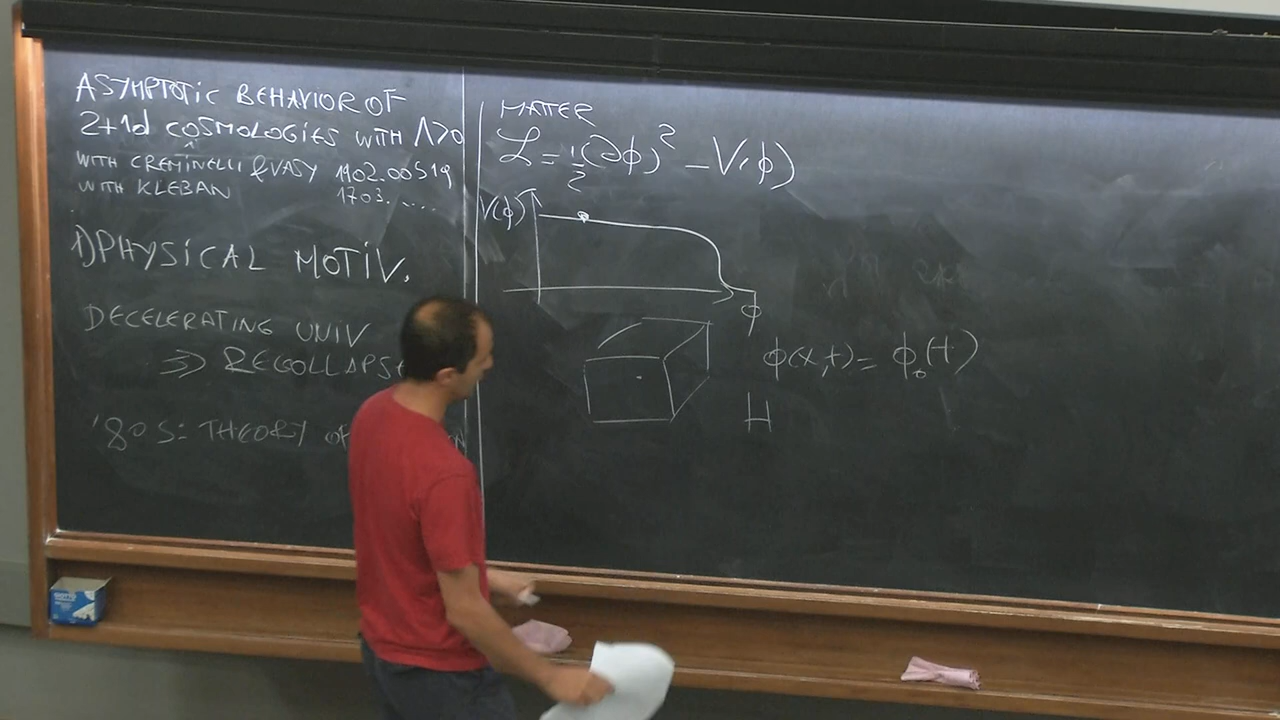 ASYMPTOTIC BEHAVIOR OF
2+1d COSMOLOGIES WITH Λ>0
WITH CREMINELLI & VASY 1902.00519
WITH KLEBAN 1703. ....
1) PHYSICAL MOTIV.
DECELERATING UNIV
⇒ RECOLLAPSE
'80S: THEORY OF
MATTER
ℒ = 1/2 (∂ϕ)² - V(ϕ)
V(ϕ)
ϕ
ϕ(x,t) = ϕ₀(t)
H